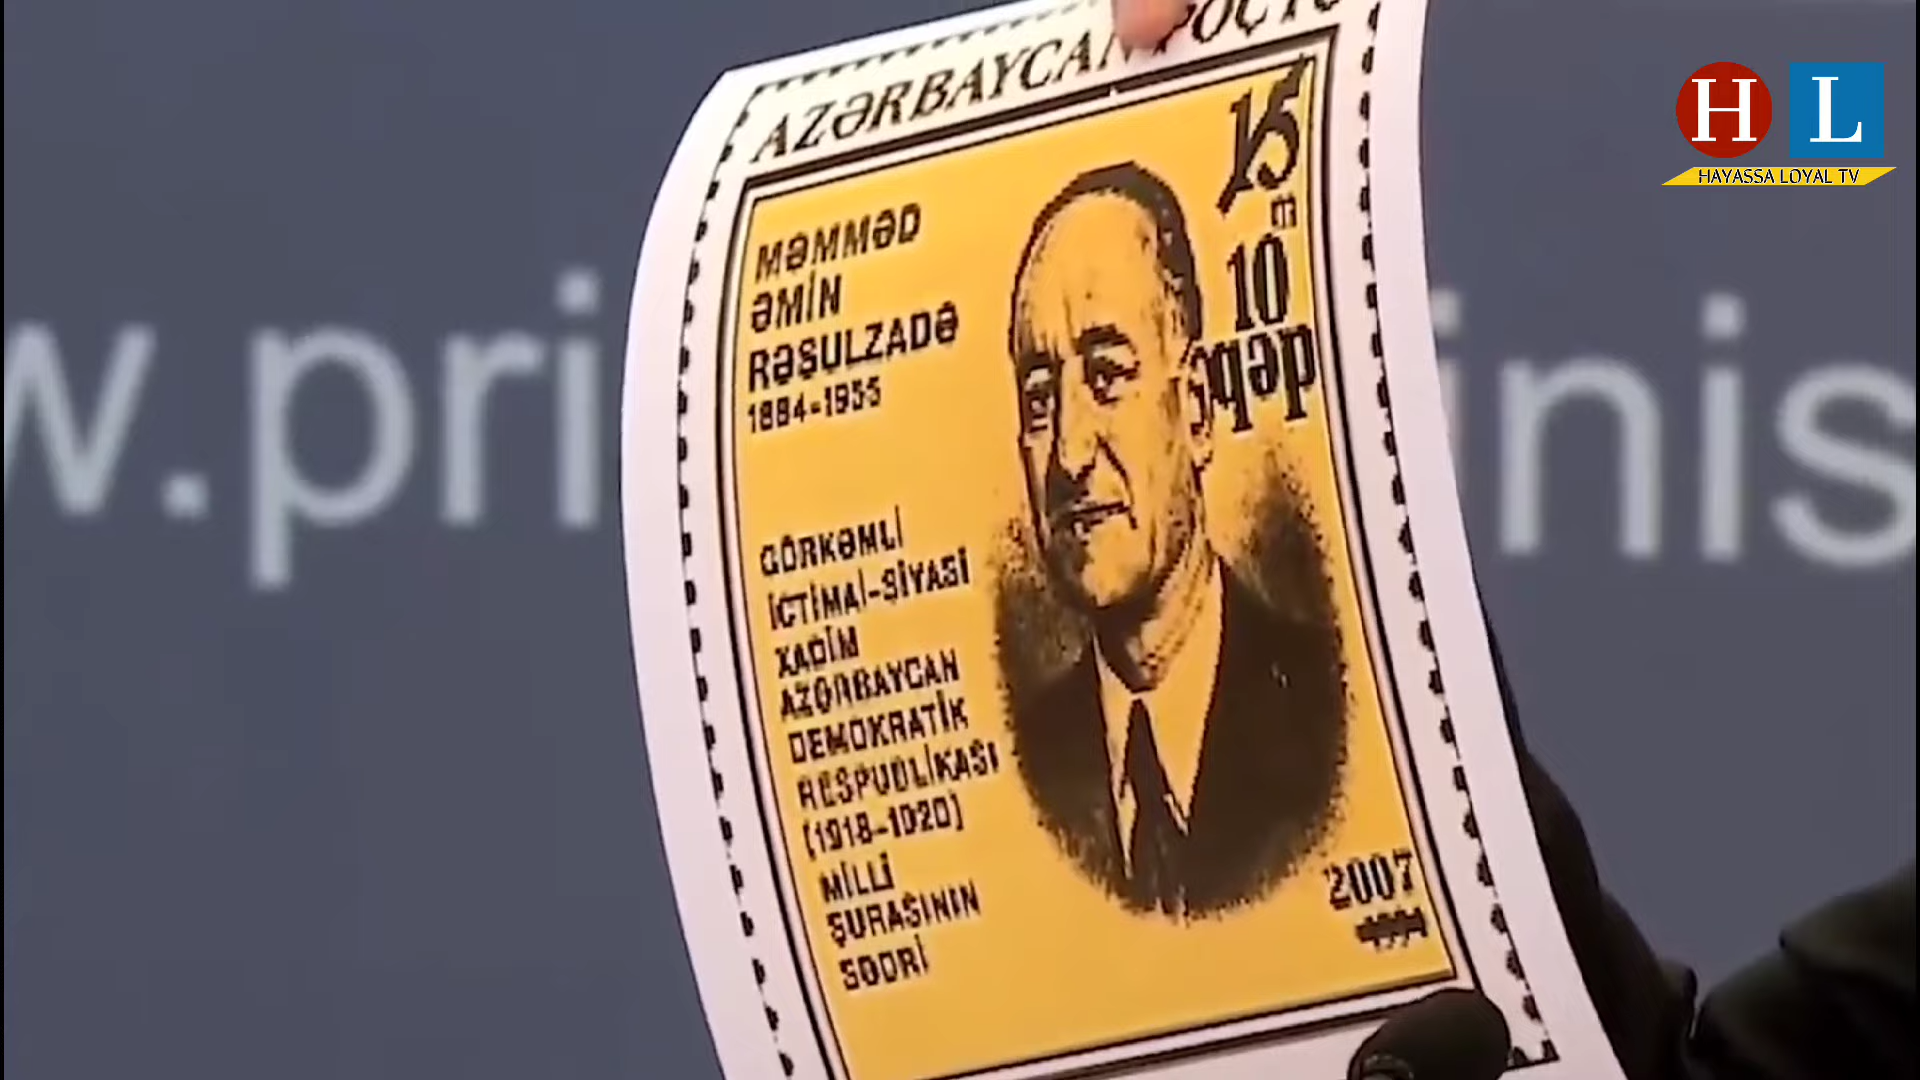 AZƏRBAYCAN POÇTU
15
m
10
qəp
MƏMMƏD
ƏMİN
RƏSULZADƏ
1884-1955
GÖRKƏMLİ
İCTİMAİ-SİYASİ
XADİM
AZƏRBAYCAN
DEMOKRATİK
RESPUBLİKASI
(1918-1920)
MİLLİ
ŞURASININ
SƏDRİ
2007
1994
w.pri
inis
H L
HAYASSA LOYAL TV